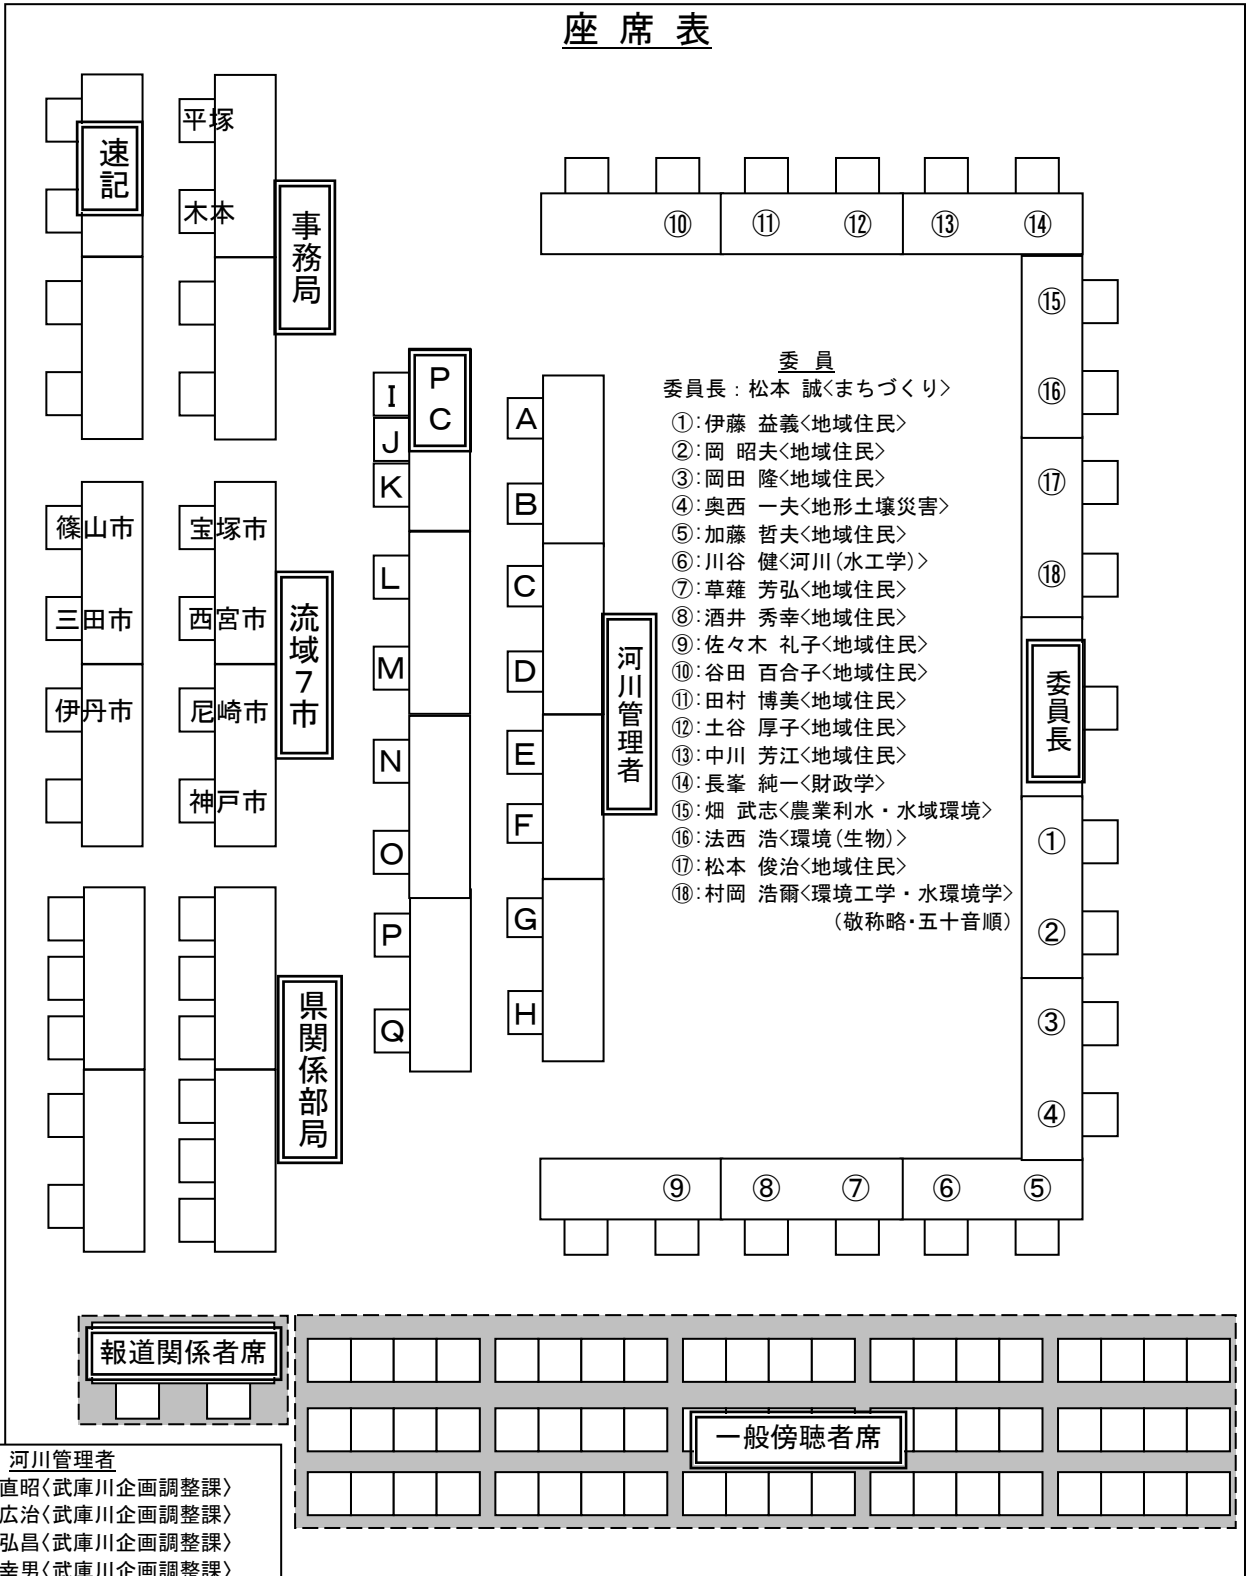 座 席 表
速記
平塚
木本
事務局
⑩ ⑪ ⑫ ⑬ ⑭
⑮
⑯
⑰
⑱
委員長
①
②
③
④
⑨ ⑧ ⑦ ⑥ ⑤
PC
I
J
K
L
M
N
O
P
Q
A
B
C
D
E
F
G
H
河川管理者
委 員
委員長：松本 誠<まちづくり>
①：伊藤 益義<地域住民>
②：岡 昭夫<地域住民>
③：岡田 隆<地域住民>
④：奥西 一夫<地形土壌災害>
⑤：加藤 哲夫<地域住民>
⑥：川谷 健<河川(水工学)>
⑦：草薙 芳弘<地域住民>
⑧：酒井 秀幸<地域住民>
⑨：佐々木 礼子<地域住民>
⑩：谷田 百合子<地域住民>
⑪：田村 博美<地域住民>
⑫：土谷 厚子<地域住民>
⑬：中川 芳江<地域住民>
⑭：長峯 純一<財政学>
⑮：畑 武志<農業利水・水域環境>
⑯：法西 浩<環境(生物)>
⑰：松本 俊治<地域住民>
⑱：村岡 浩爾<環境工学・水環境学>
(敬称略・五十音順)
篠山市 宝塚市
三田市 西宮市
伊丹市 尼崎市
神戸市
流域7市
県関係部局
報道関係者席
一般傍聴者席
河川管理者
直昭〈武庫川企画調整課〉
広治〈武庫川企画調整課〉
弘昌〈武庫川企画調整課〉
幸男〈武庫川企画調整課〉